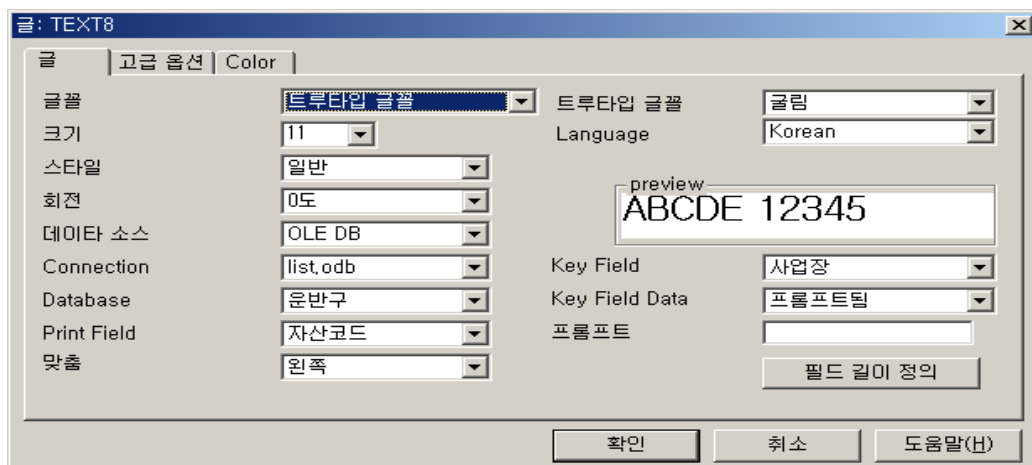 글: TEXT8
글 고급 옵션 Color
글꼴 트루타입 글꼴 트루타입 글꼴 굴림
크기 11 Language Korean
스타일 일반
preview
회전 0도 ABCDE 12345
데이타 소스 OLE DB
Connection list.odb Key Field 사업장
Database 운반구 Key Field Data 프롬프트됨
Print Field 자산코드 프롬프트
맞춤 왼쪽 필드 길이 정의
확인 취소 도움말(H)